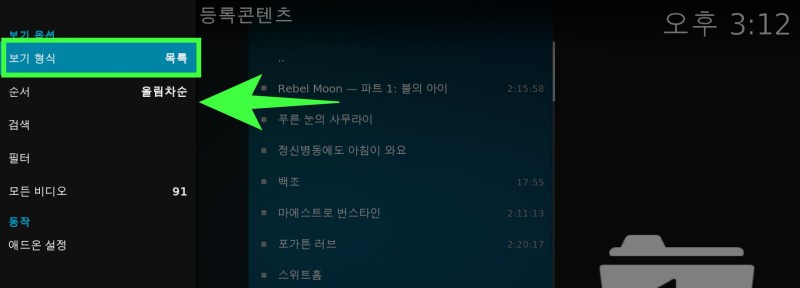 등록콘텐츠
오후 3:12
보기 옵션
보기 형식 목록
순서 올림차순
검색
필터
모든 비디오 91
동작
애드온 설정
..
Rebel Moon — 파트 1: 불의 아이 2:15:58
푸른 눈의 사무라이
정신병동에도 아침이 와요
백조 17:55
마에스트로 번스타인 2:11:13
포가튼 러브 2:20:17
스위트홈